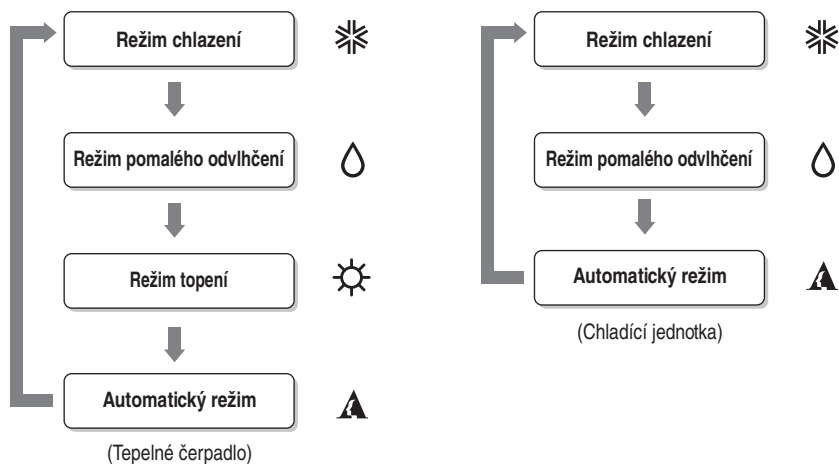 Režim chlazení
Režim pomalého odvlhčení
Režim topení
Automatický režim
(Tepelné čerpadlo)
Režim chlazení
Režim pomalého odvlhčení
Automatický režim
(Chladící jednotka)